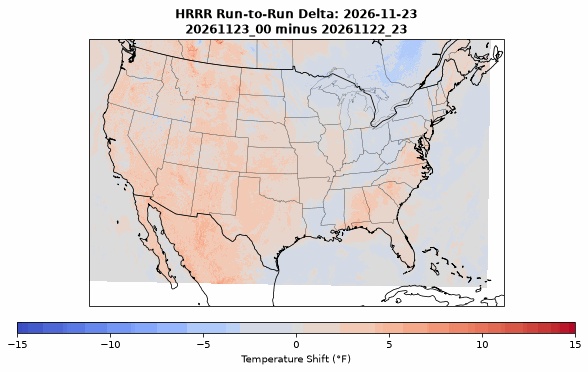 HRRR Run-to-Run Delta: 2026-11-23
20261123_00 minus 20261122_23
−15 −10 −5 0 5 10 15
Temperature Shift (°F)